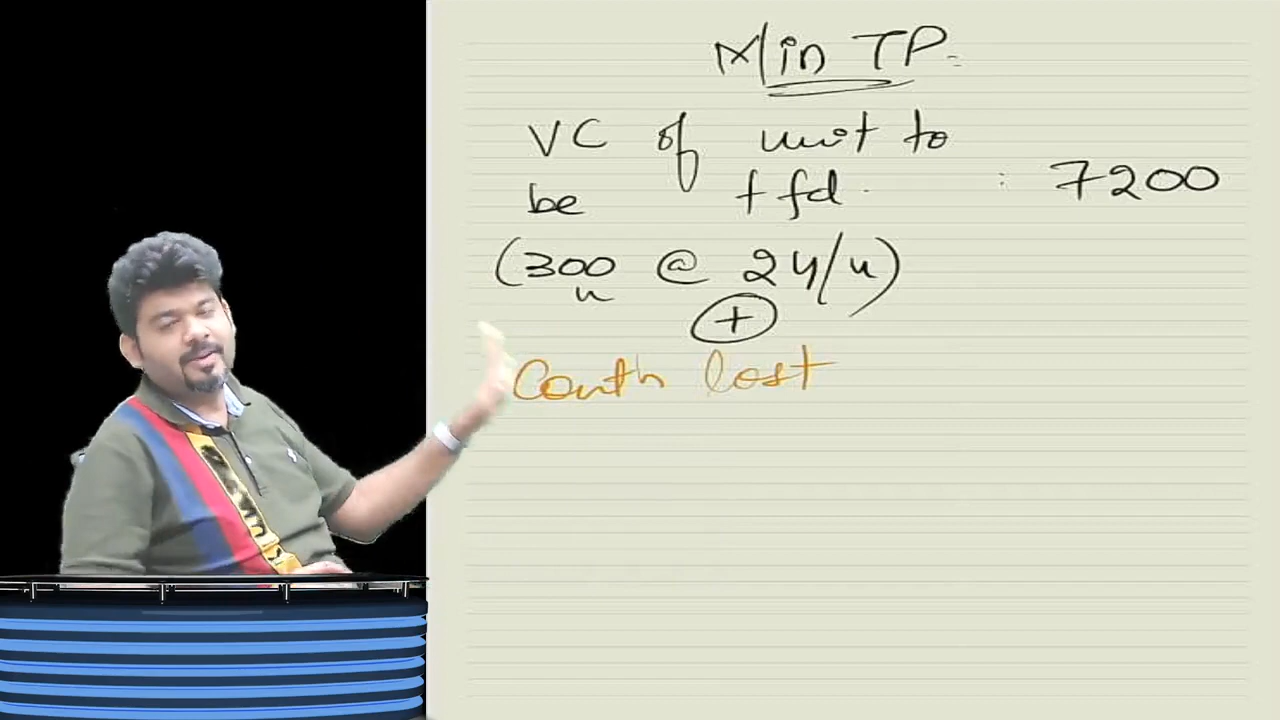 Min TP =
VC of unit to
be tfd. : 7200
(300 @ 24/u)
u
+
Contn lost